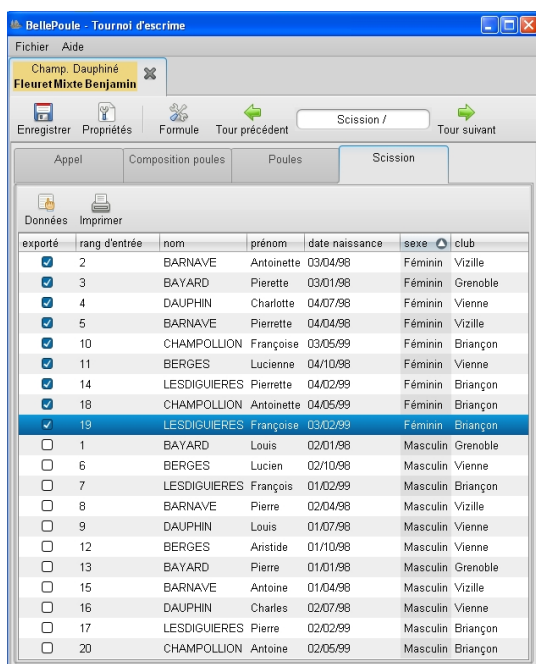 BellePoule - Tournoi d'escrime
Fichier Aide
Champ. Dauphiné
Fleuret Mixte Benjamin
Enregistrer Propriétés Formule Tour précédent Scission / Tour suivant
Appel Composition poules Poules Scission
Données Imprimer
exporté rang d'entrée nom prénom date naissance sexe club
2 BARNAVE Antoinette 03/04/98 Féminin Vizille
3 BAYARD Pierette 03/01/98 Féminin Grenoble
4 DAUPHIN Charlotte 04/07/98 Féminin Vienne
5 BARNAVE Pierrette 04/04/98 Féminin Vizille
10 CHAMPOLLION Françoise 03/05/99 Féminin Briançon
11 BERGES Lucienne 04/10/98 Féminin Vienne
14 LESDIGUIERES Pierrette 04/02/99 Féminin Briançon
18 CHAMPOLLION Antoinette 04/05/99 Féminin Briançon
19 LESDIGUIERES Françoise 03/02/99 Féminin Briançon
1 BAYARD Louis 02/01/98 Masculin Grenoble
6 BERGES Lucien 02/10/98 Masculin Vienne
7 LESDIGUIERES François 01/02/99 Masculin Briançon
8 BARNAVE Pierre 02/04/98 Masculin Vizille
9 DAUPHIN Louis 01/07/98 Masculin Vienne
12 BERGES Aristide 01/10/98 Masculin Vienne
13 BAYARD Pierre 01/01/98 Masculin Grenoble
15 BARNAVE Antoine 01/04/98 Masculin Vizille
16 DAUPHIN Charles 02/07/98 Masculin Vienne
17 LESDIGUIERES Pierre 02/02/99 Masculin Briançon
20 CHAMPOLLION Antoine 02/05/99 Masculin Briançon